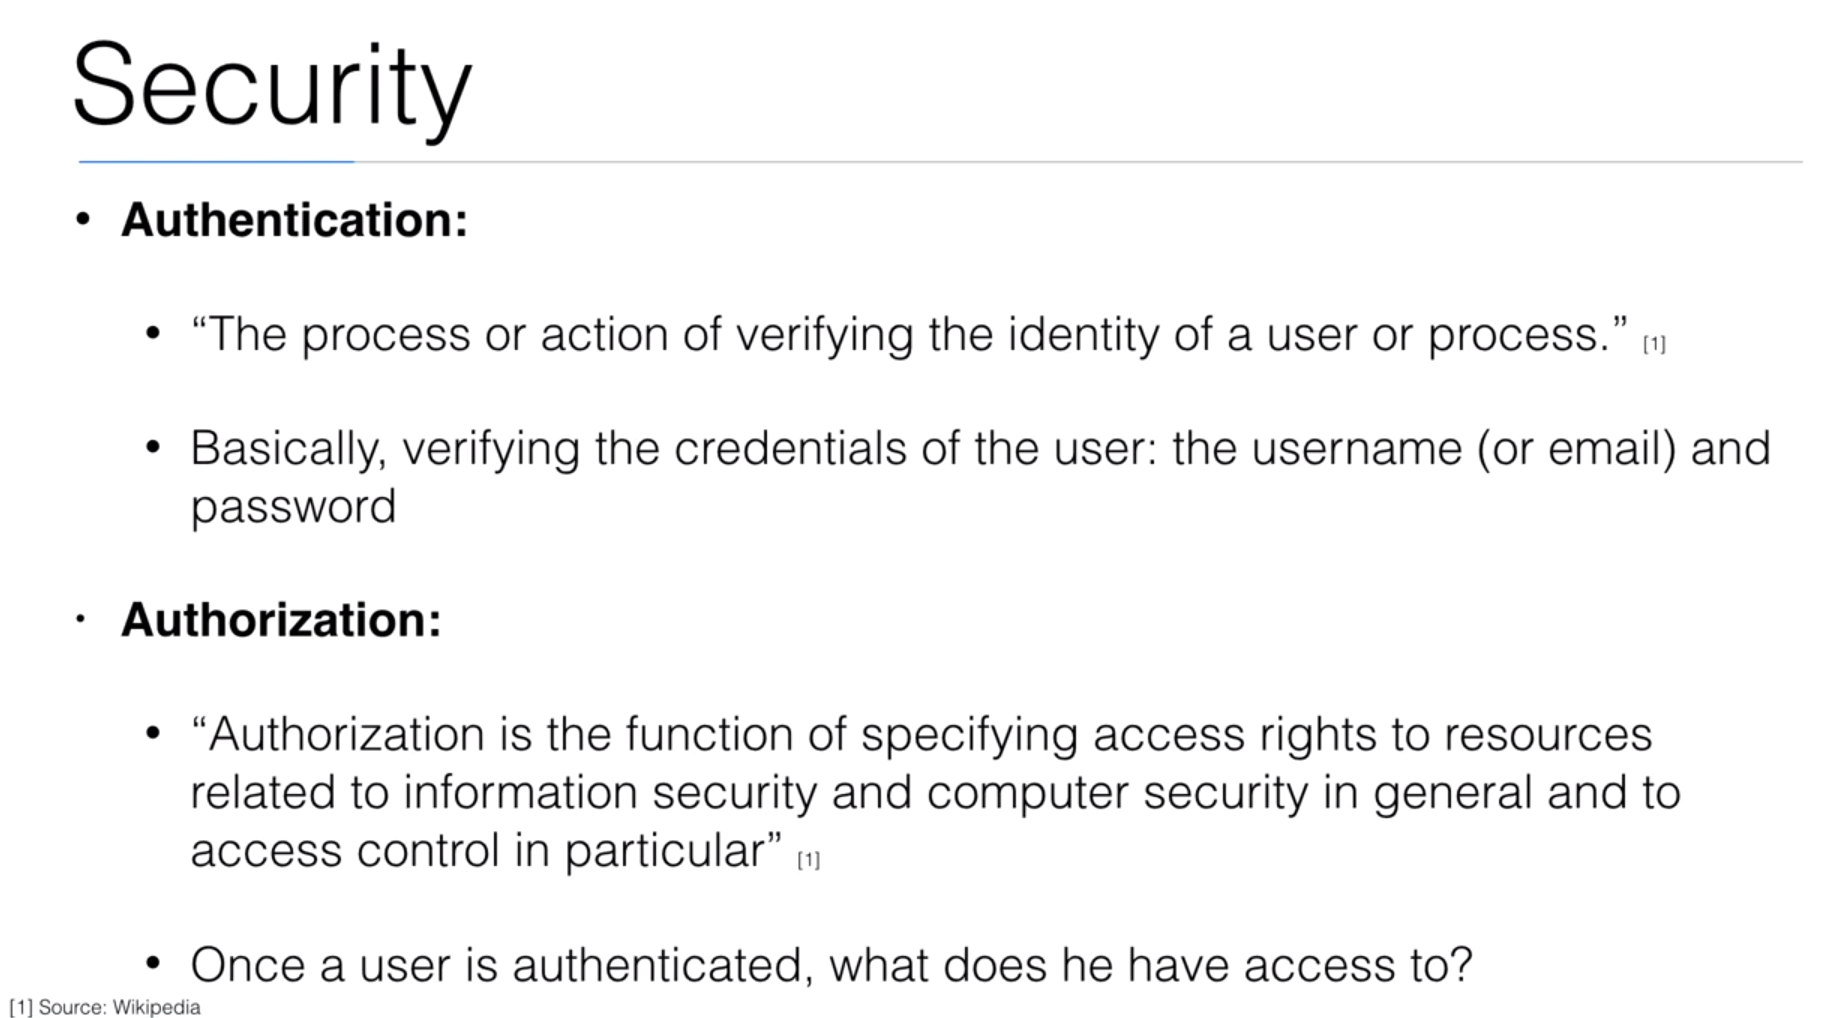 Security
• Authentication:
• “The process or action of verifying the identity of a user or process.” [1]
• Basically, verifying the credentials of the user: the username (or email) and
password
• Authorization:
• “Authorization is the function of specifying access rights to resources
related to information security and computer security in general and to
access control in particular” [1]
• Once a user is authenticated, what does he have access to?
[1] Source: Wikipedia